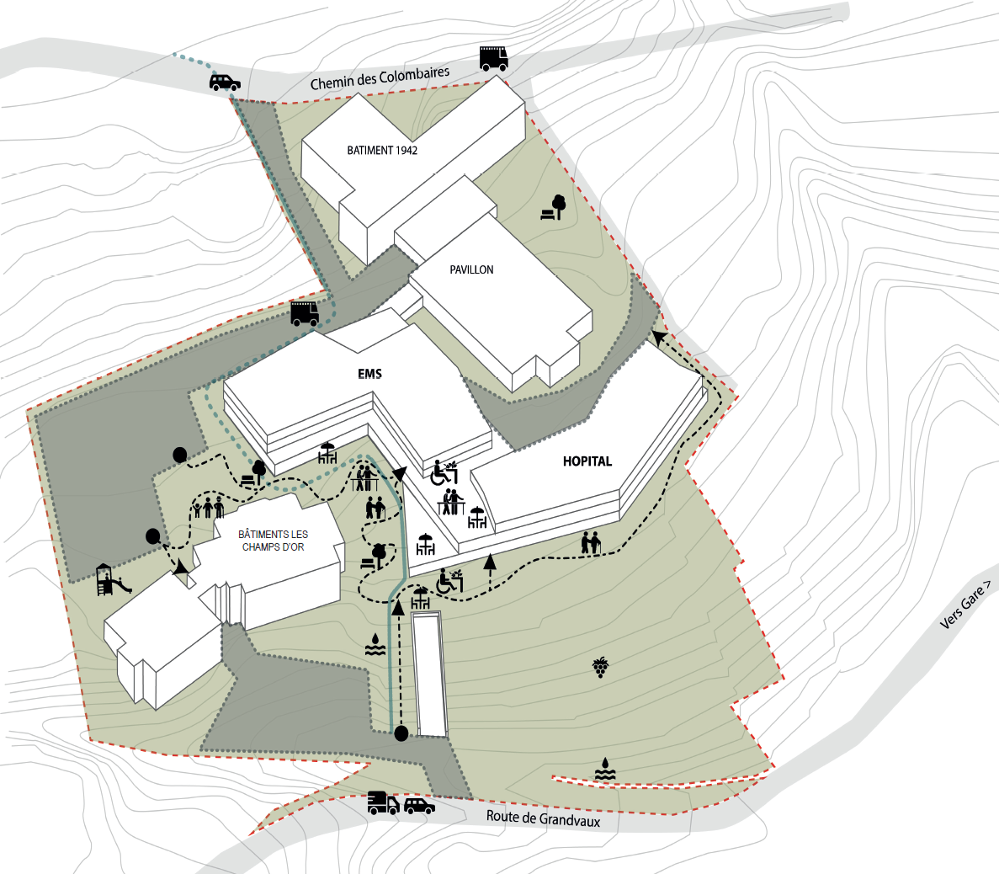 Chemin des Colombaires
BATIMENT 1942
PAVILLON
EMS
HOPITAL
BÂTIMENTS LES
CHAMPS D'OR
Vers Gare >
Route de Grandvaux